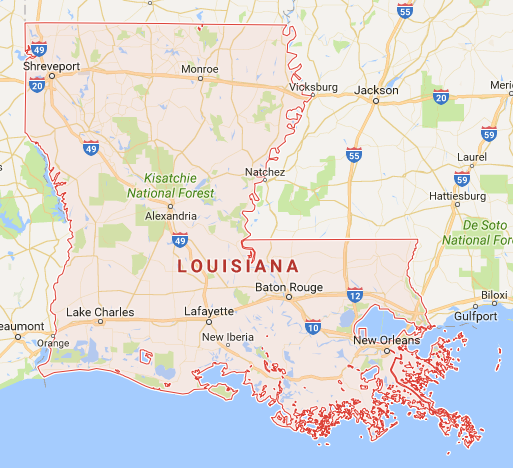 55
49
Shreveport
Monroe
20
Vicksburg
Jackson
20
Meri
49
55
59
Laurel
Kisatchie
National Forest
Natchez
59
Hattiesburg
Alexandria
49
De Soto
National Fore
LOUISIANA
Baton Rouge
12
Biloxi
Lake Charles
Lafayette
Gulfport
10
eaumont
Orange
New Iberia
New Orleans